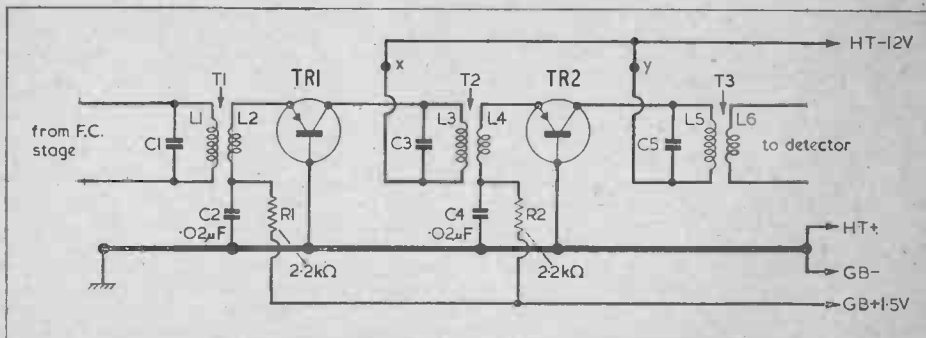 HT-12V
x
y
T1
TR1
T2
TR2
T3
from F.C.
stage
C1
L1
L2
C3
L3
L4
C5
L5
L6
to detector
C2
.02µF
R1
C4
.02µF
R2
2.2kΩ
2.2kΩ
HT+
GB-
GB+1.5V